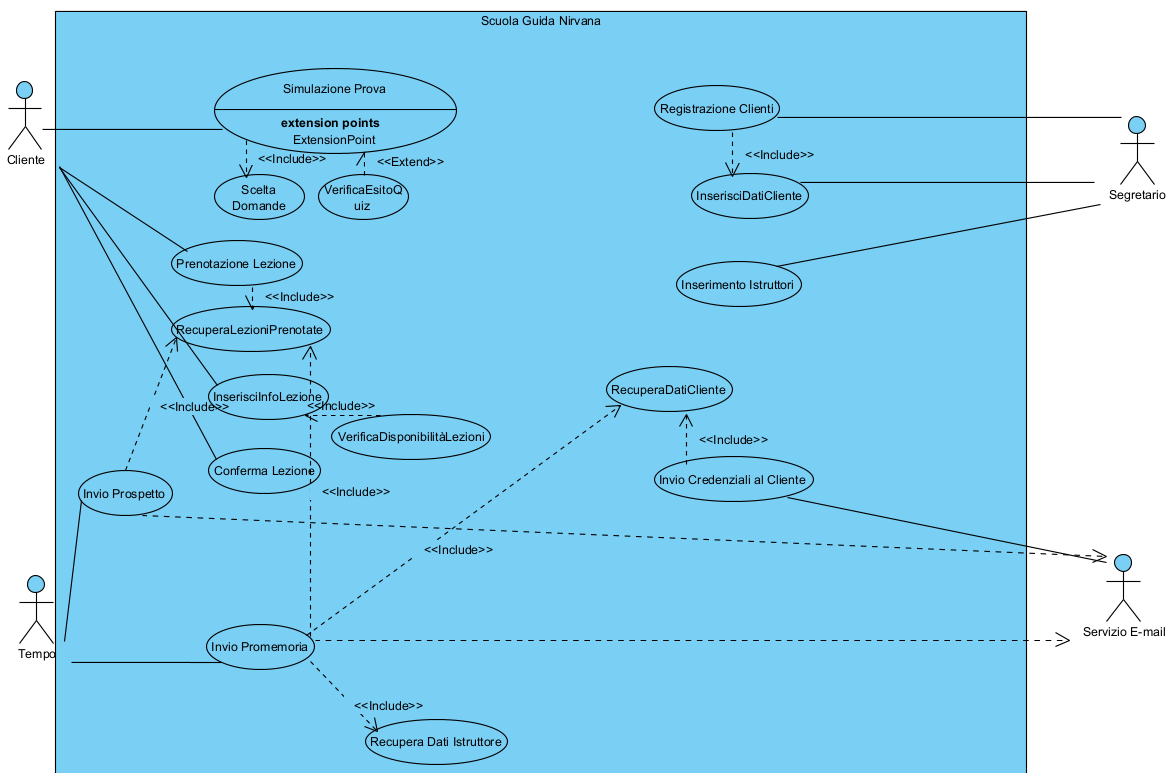 Scuola Guida Nirvana
Simulazione Prova
extension points
ExtensionPoint
Cliente
<<Include>>
<<Extend>>
Scelta
Domande
VerificaEsitoQ
uiz
Registrazione Clienti
<<Include>>
InserisciDatiCliente
Segretario
Prenotazione Lezione
<<Include>>
Inserimento Istruttori
RecuperaLezioniPrenotate
InserisciInfoLezione
<<Include>>
<<Include>>
VerificaDisponibilitàLezioni
RecuperaDatiCliente
<<Include>>
Conferma Lezione
Invio Credenziali al Cliente
Invio Prospetto
<<Include>>
<<Include>>
Tempo
Invio Promemoria
Servizio E-mail
<<Include>>
Recupera Dati Istruttore